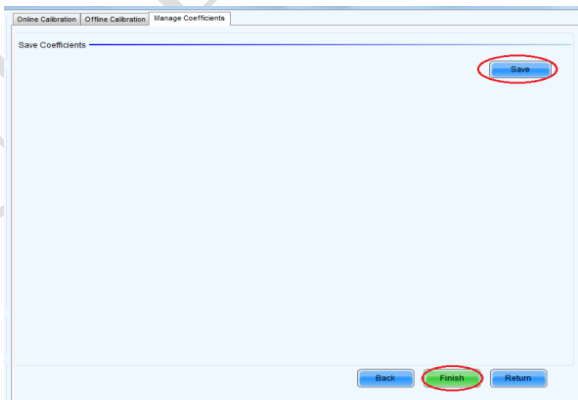 Online Calibration Offline Calibration Manage Coefficients
Save Coefficients
Save
Back Finish Return